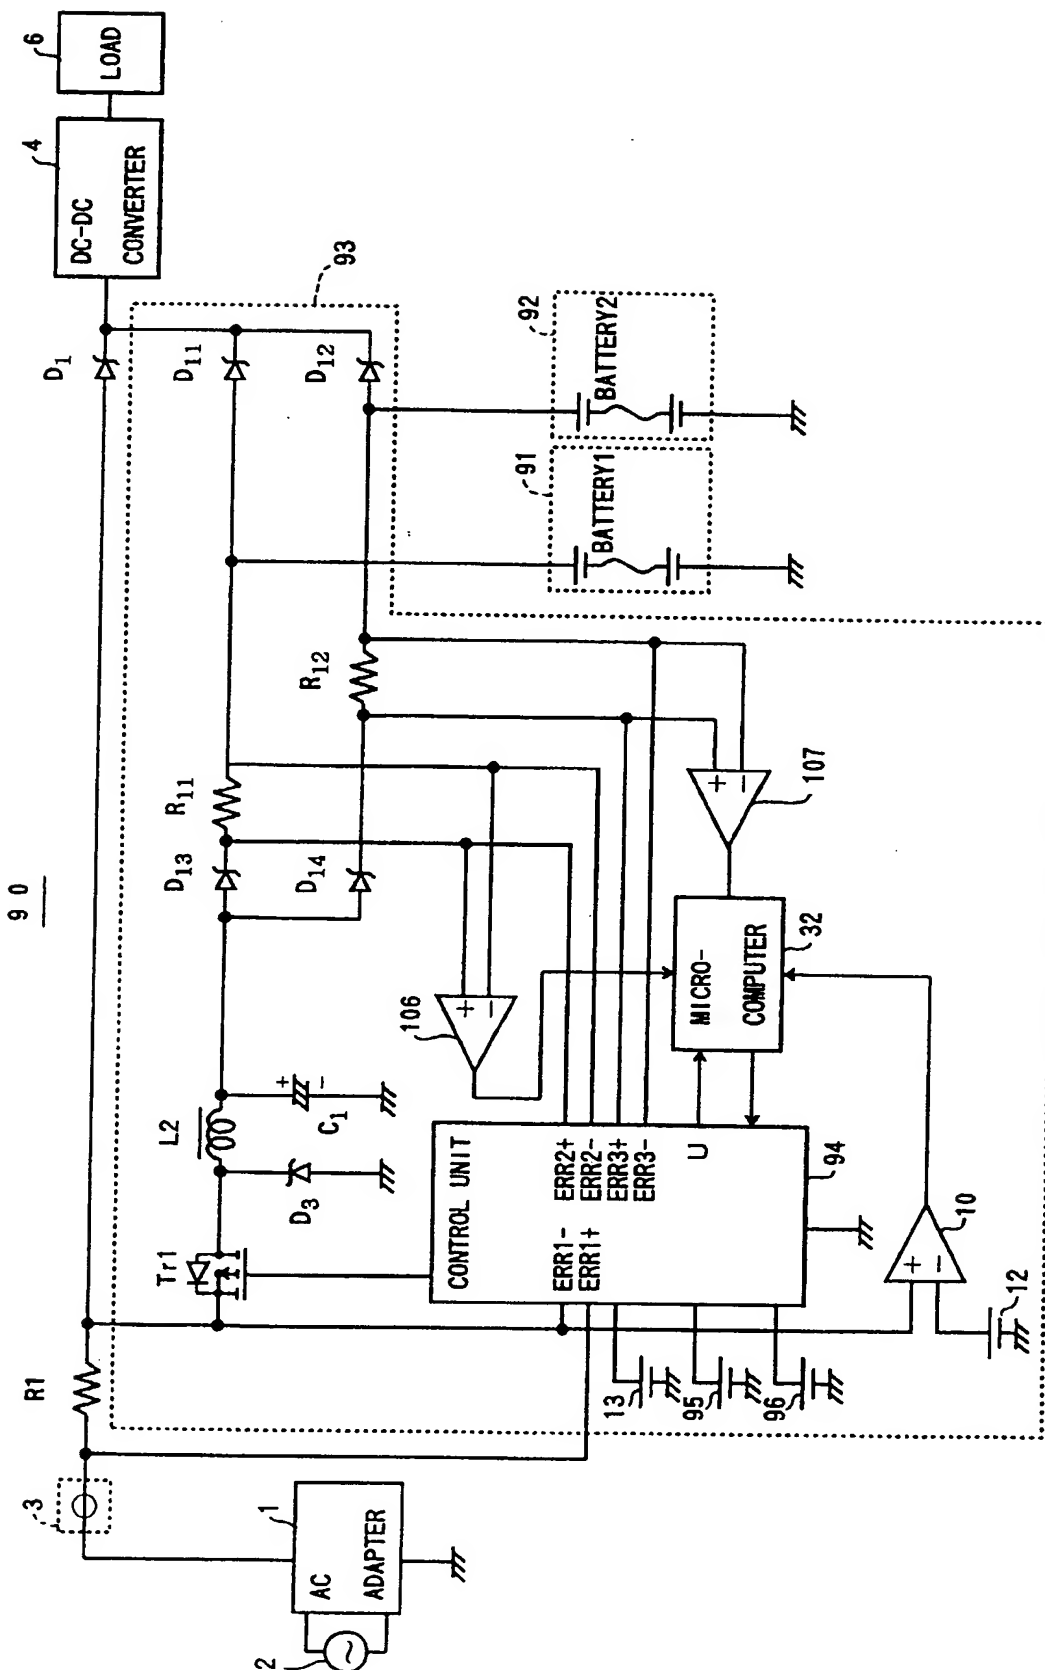 90
R1
D1
4
DC-DC
CONVERTER
6
LOAD
3
Tr1
L2
D13
R11
D11
93
D3
+
-
C1
D14
R12
D12
1
AC
ADAPTER
2
CONTROL UNIT
ERR1-
ERR1+
ERR2+
ERR2-
ERR3+
ERR3-
U
94
106
+
-
91
BATTERY1
92
BATTERY2
13
95
96
MICRO-
COMPUTER
32
+
-
107
+
-
10
12